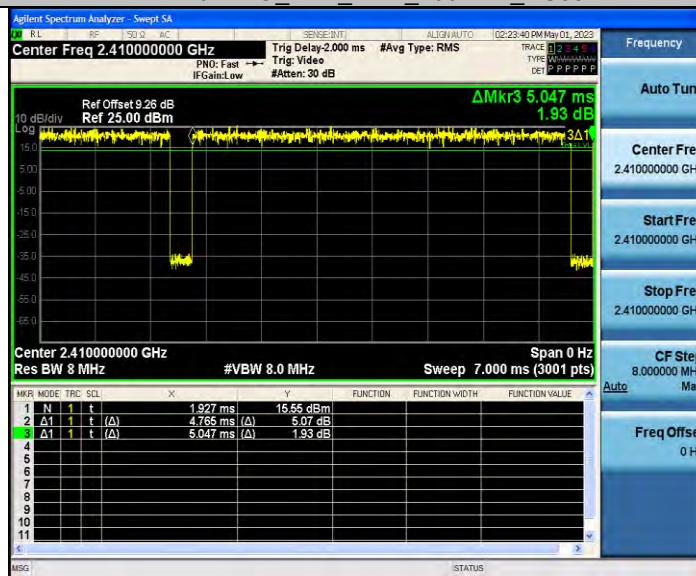 Agilent Spectrum Analyzer - Swept SA
RL RF 50 Ω AC SENSE:INT ALIGN AUTO 02:23:40 PM May 01, 2023
Center Freq 2.410000000 GHz
PNO: Fast
IFGain:Low
Trig Delay-2.000 ms
Trig: Video
#Atten: 30 dB
#Avg Type: RMS
TRACE 1 2 3 4 5 6
TYPE W
DET P P P P P P
Frequency
Auto Tun
ΔMkr3 5.047 ms
1.93 dB
Ref Offset 9.26 dB
Ref 25.00 dBm
10 dB/div
Log
3Δ1
15.0
5.00
-5.00
-15.0
-25.0
-35.0
-45.0
-55.0
-65.0
Center Fre
2.410000000 GH
Start Fre
2.410000000 GH
Stop Fre
2.410000000 GH
Center 2.410000000 GHz
Span 0 Hz
Res BW 8 MHz
#VBW 8.0 MHz
Sweep 7.000 ms (3001 pts)
CF Ste
8.000000 MH
Auto Ma
Freq Offse
0 H
MKR MODE TRC SCL X Y FUNCTION FUNCTION WIDTH FUNCTION VALUE
1 N 1 t 1.927 ms 15.55 dBm
2 Δ1 1 t (Δ) 4.765 ms (Δ) 5.07 dB
3 Δ1 1 t (Δ) 5.047 ms (Δ) 1.93 dB
4
5
6
7
8
9
10
11
MSG STATUS